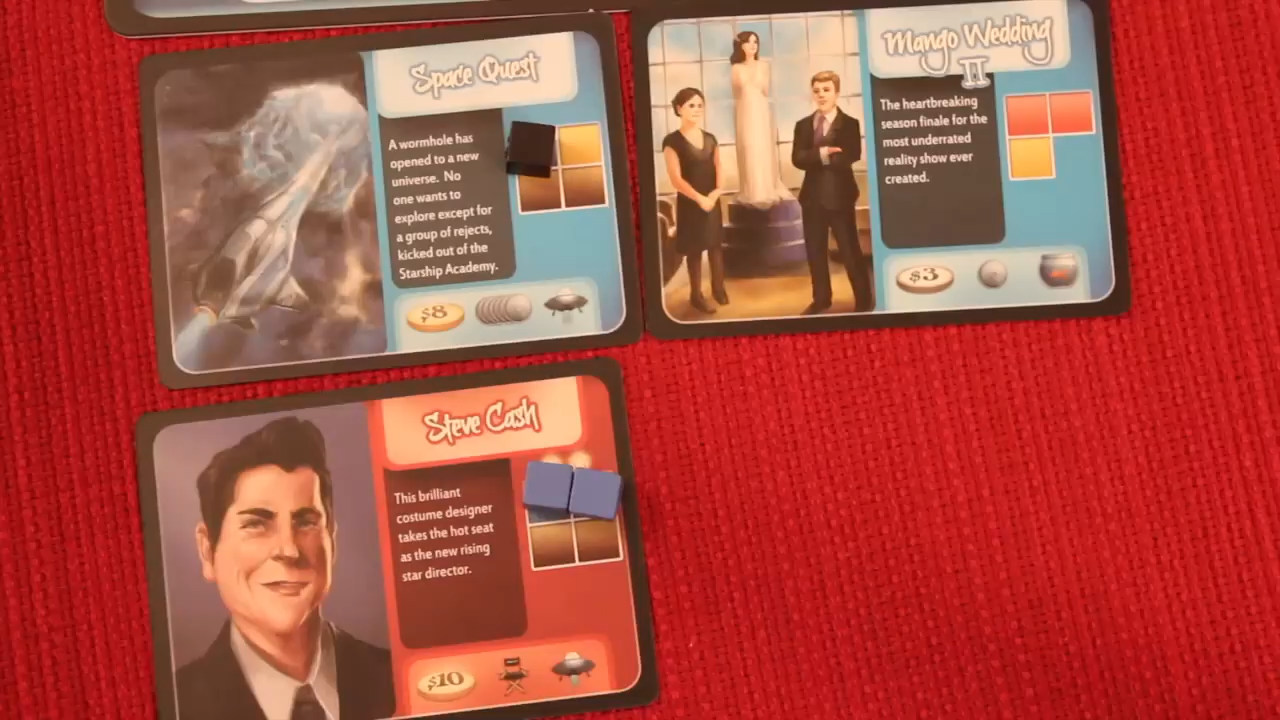 Space Quest
A wormhole has
opened to a new
universe. No
one wants to
explore except for
a group of rejects,
kicked out of the
Starship Academy.
$8
Mango Wedding
II
The heartbreaking
season finale for the
most underrated
reality show ever
created.
$3
Steve Cash
This brilliant
costume designer
takes the hot seat
as the new rising
star director.
$10